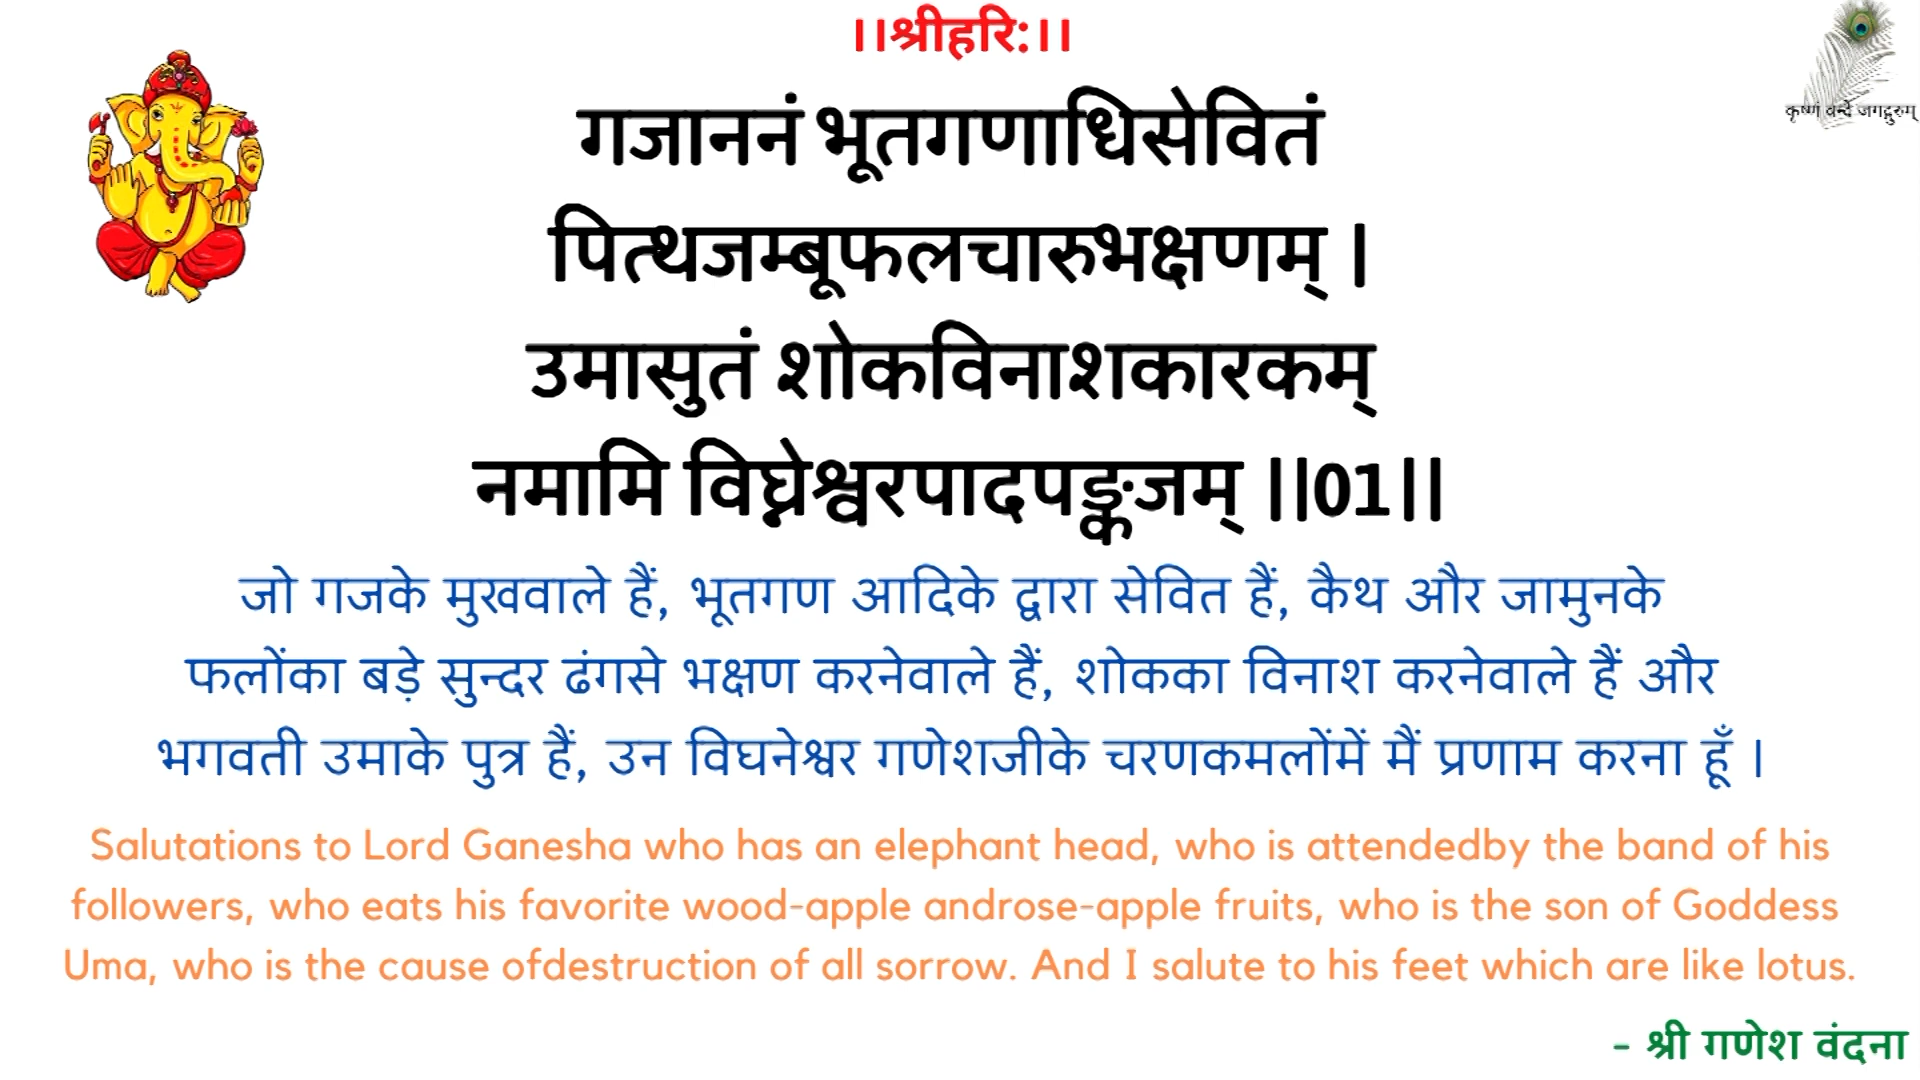 ।।श्रीहरि:।।
कृष्णं वन्दे जगद्गुरुम्
गजाननं भूतगणाधिसेवितं
पित्थजम्बूफलचारुभक्षणम् |
उमासुतं शोकविनाशकारकम्
नमामि विघ्नेश्वरपादपङ्कजम् ||01||
जो गजके मुखवाले हैं, भूतगण आदिके द्वारा सेवित हैं, कैथ और जामुनके
फलोंका बड़े सुन्दर ढंगसे भक्षण करनेवाले हैं, शोकका विनाश करनेवाले हैं और
भगवती उमाके पुत्र हैं, उन विघनेश्वर गणेशजीके चरणकमलोंमें मैं प्रणाम करना हूँ |
Salutations to Lord Ganesha who has an elephant head, who is attendedby the band of his
followers, who eats his favorite wood-apple androse-apple fruits, who is the son of Goddess
Uma, who is the cause ofdestruction of all sorrow. And I salute to his feet which are like lotus.
- श्री गणेश वंदना